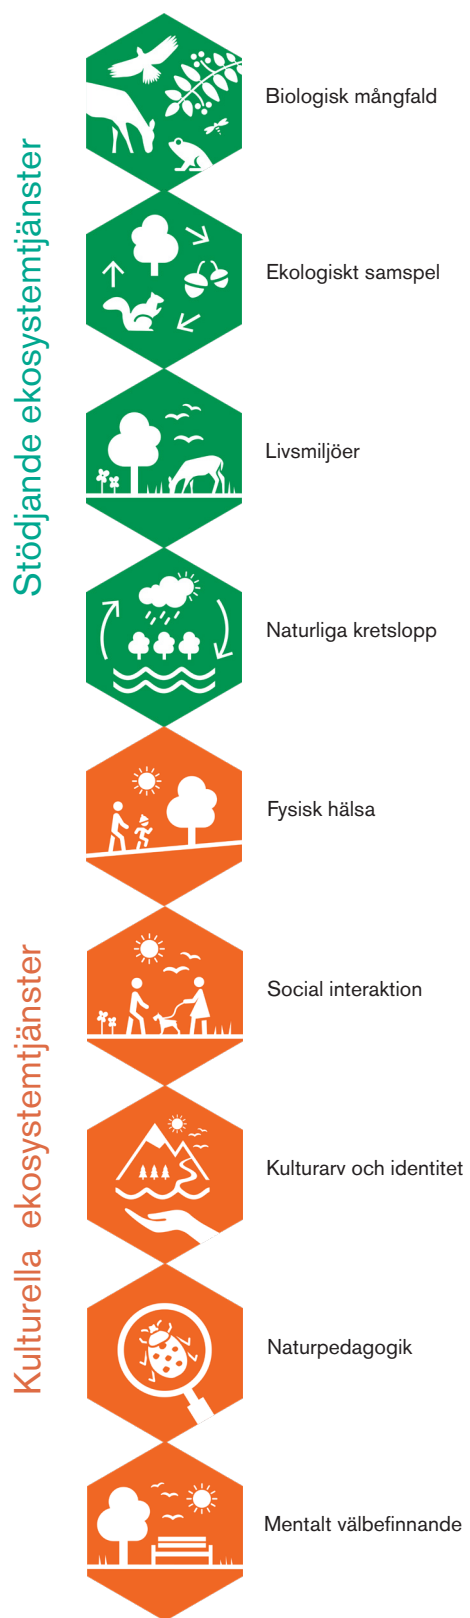 Stödjande ekosystemtjänster
Biologisk mångfald
Ekologiskt samspel
Livsmiljöer
Naturliga kretslopp
Kulturella ekosystemtjänster
Fysisk hälsa
Social interaktion
Kulturarv och identitet
Naturpedagogik
Mentalt välbefinnande